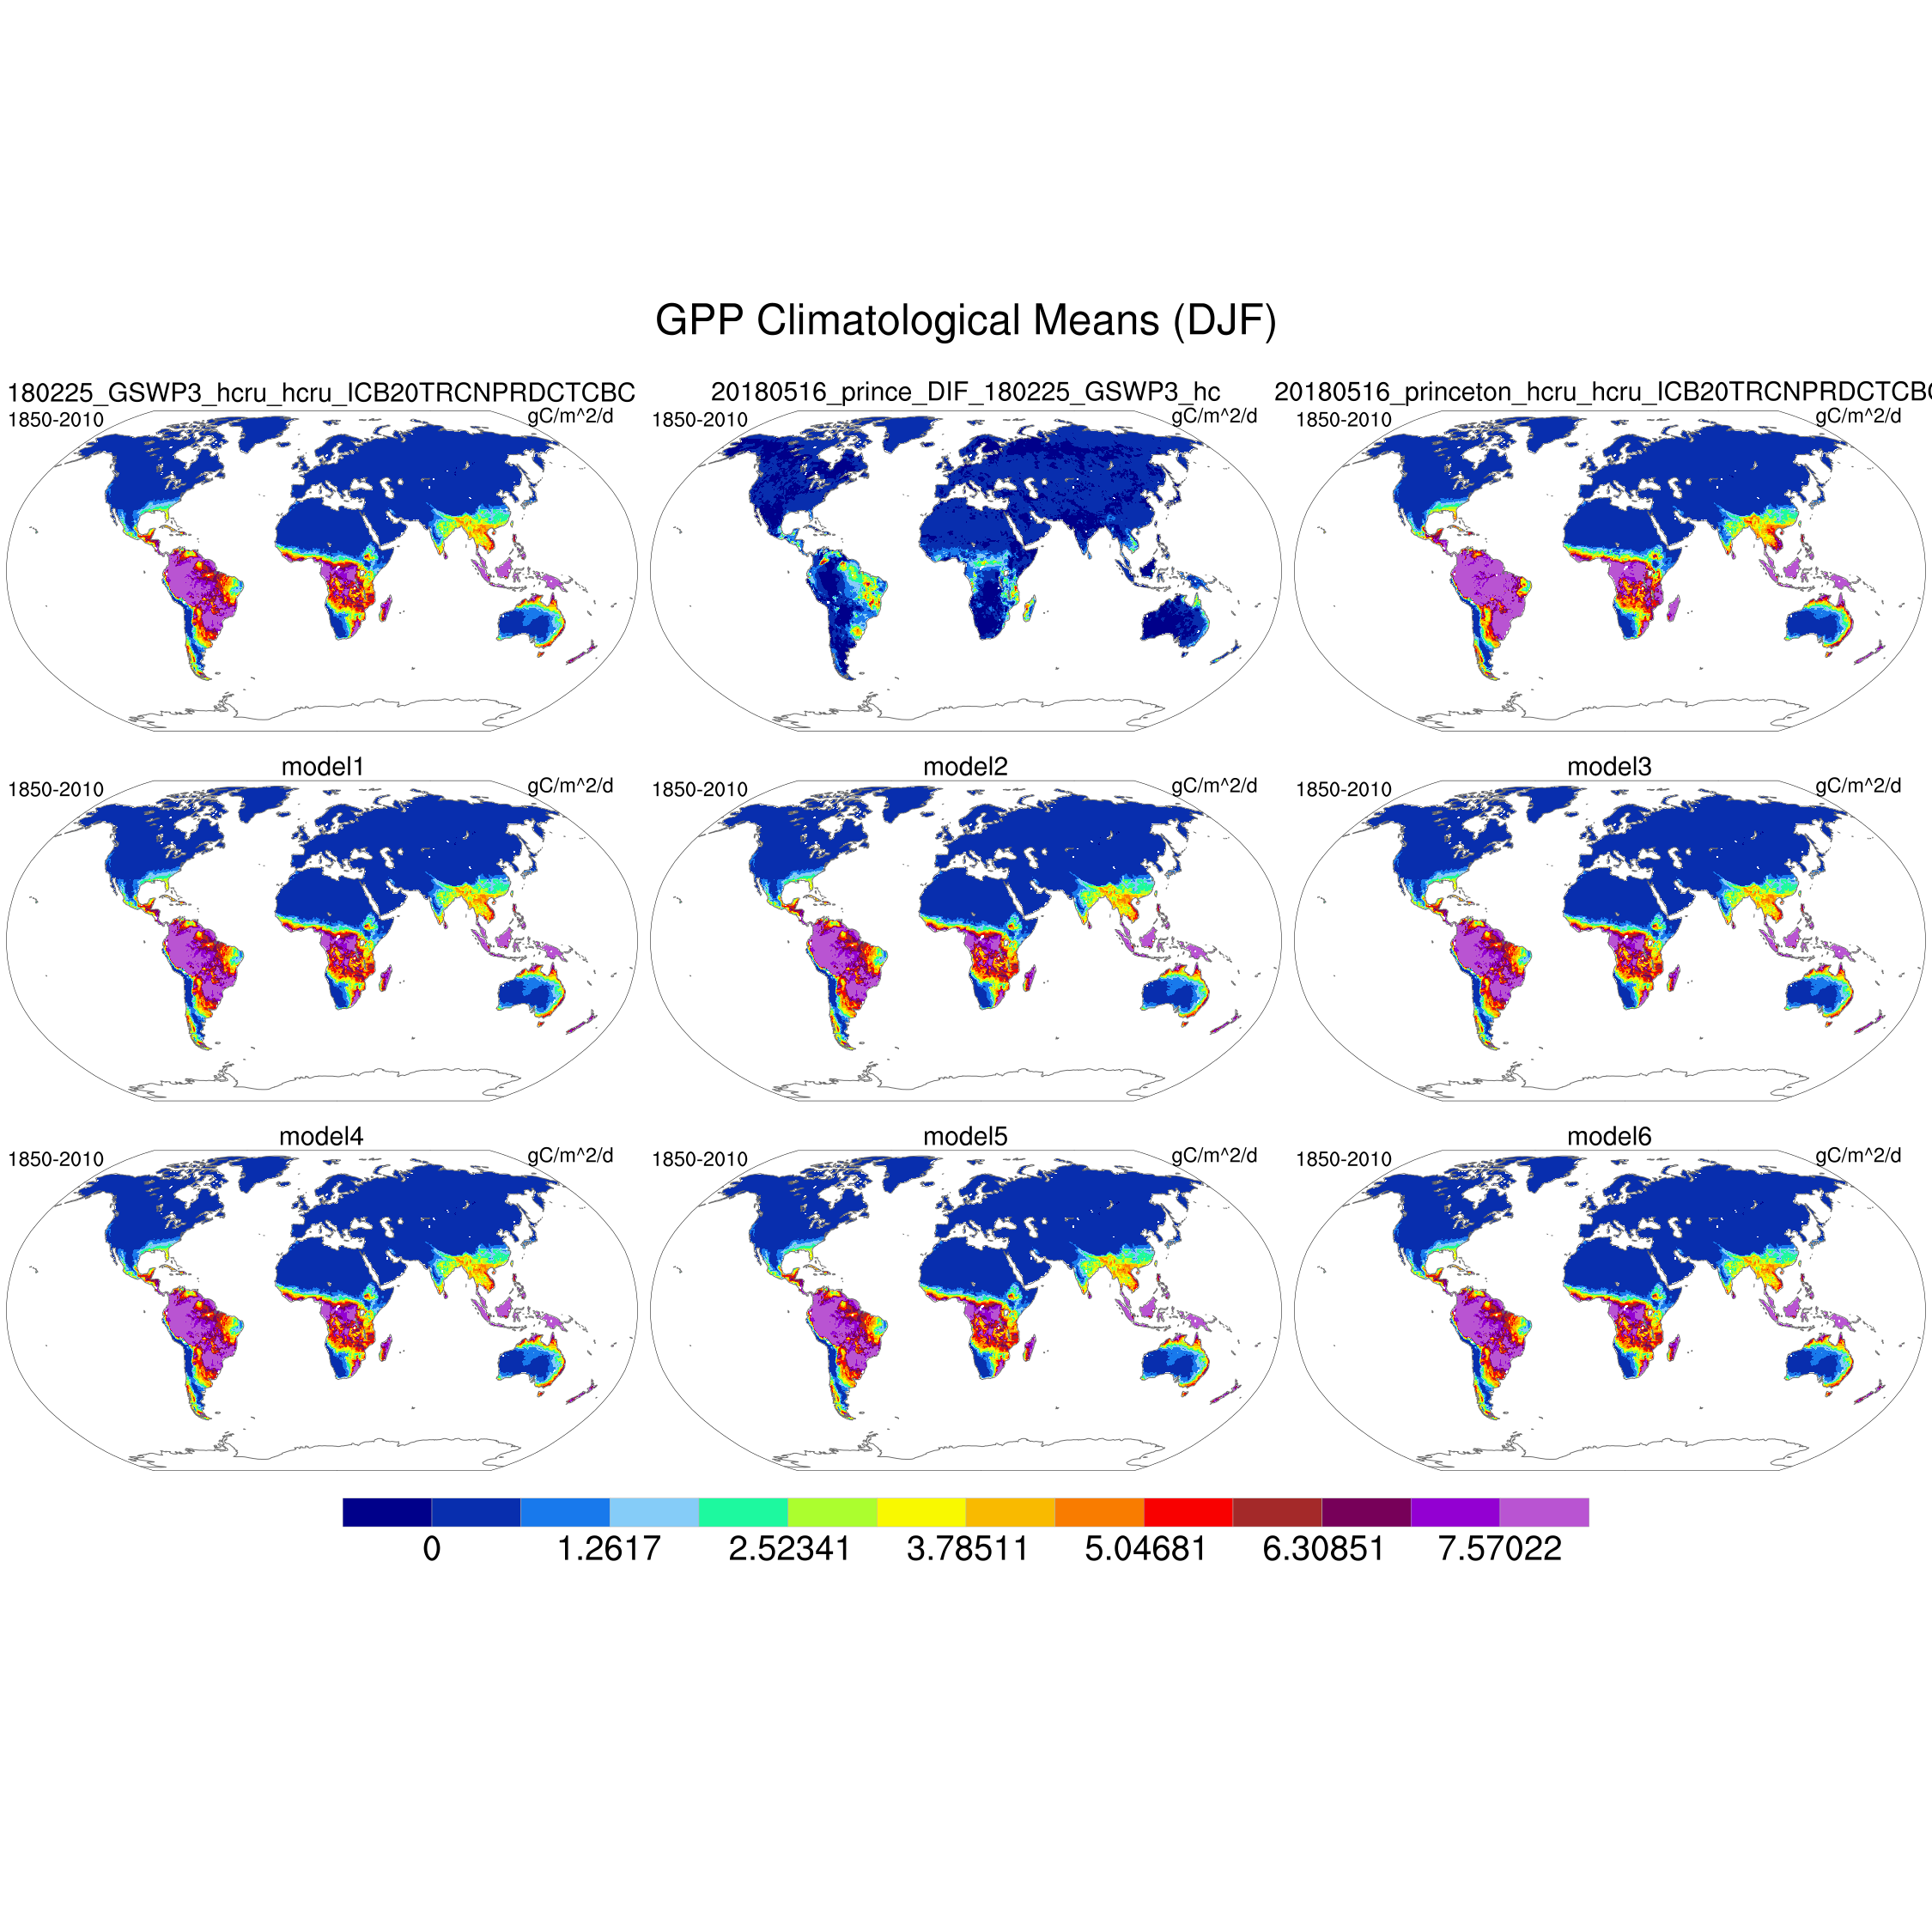 GPP Climatological Means (DJF)
180225_GSWP3_hcru_hcru_ICB20TRCNPRDCTCBC
1850-2010 gC/m^2/d
20180516_prince_DIF_180225_GSWP3_hc
1850-2010 gC/m^2/d
20180516_princeton_hcru_hcru_ICB20TRCNPRDCTCBC
1850-2010 gC/m^2/d
model1
1850-2010 gC/m^2/d
model2
1850-2010 gC/m^2/d
model3
1850-2010 gC/m^2/d
model4
1850-2010 gC/m^2/d
model5
1850-2010 gC/m^2/d
model6
1850-2010 gC/m^2/d
0 1.2617 2.52341 3.78511 5.04681 6.30851 7.57022